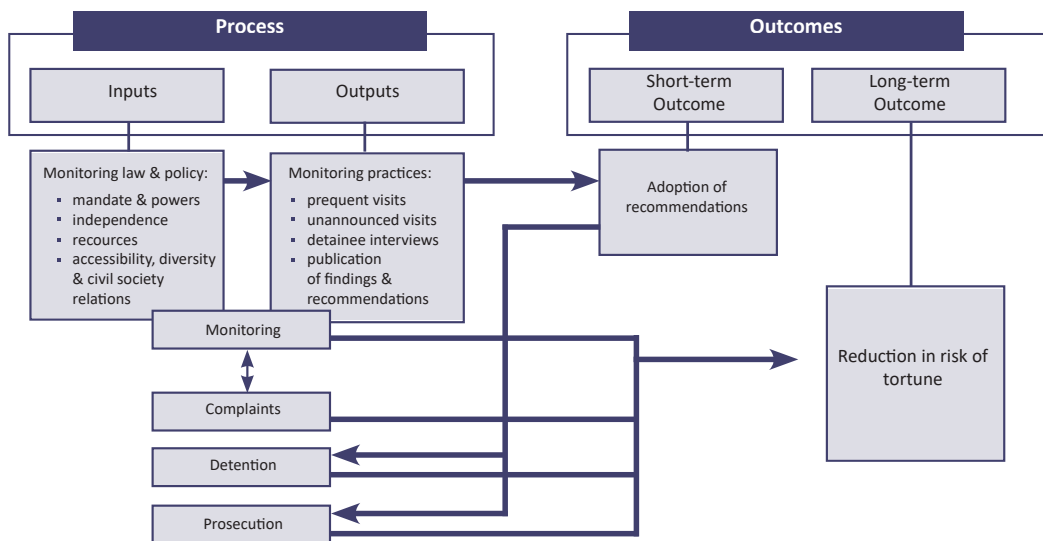 Process
Outcomes
Inputs
Outputs
Short-term
Outcome
Long-term
Outcome
Monitoring law & policy:
▪ mandate & powers
▪ independence
▪ recources
▪ accessibility, diversity
& civil society
relations
Monitoring practices:
▪ prequent visits
▪ unannounced visits
▪ detainee interviews
▪ publication
of findings &
recommendations
Adoption of
recommendations
Monitoring
Complaints
Detention
Prosecution
Reduction in risk of
tortune